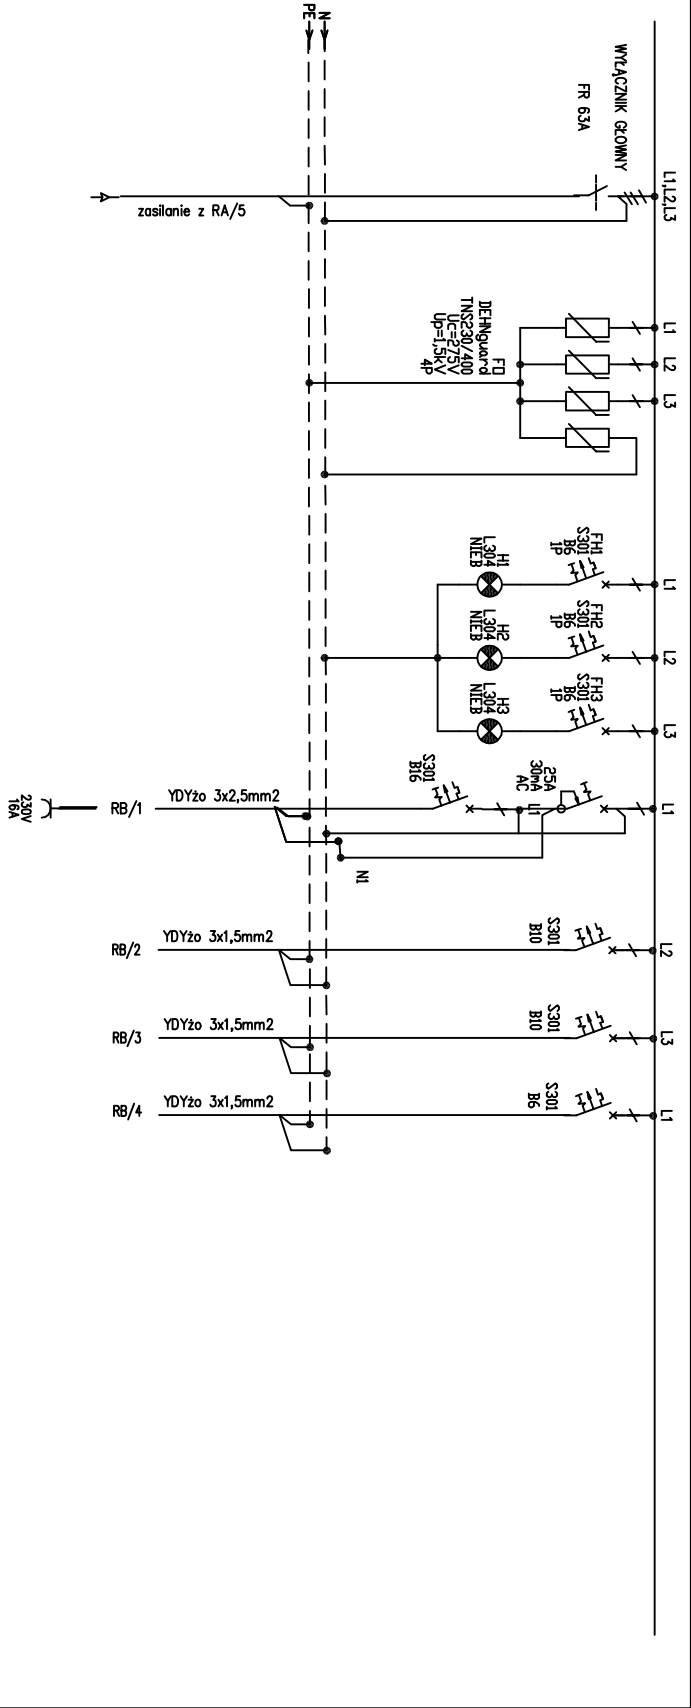 N
PE
WYŁĄCZNIK GŁOWNY
FR 63A
L1,L2,L3
zasilanie z RA/5
L1
L2
L3
FD
DEHNguard
TNS230/400
Uc=275V
Up=1,5kV
4P
L1
FH1
S301
B6
1P
H1
L304
NIEB
L2
FH2
S301
B6
1P
H2
L304
NIEB
L3
FH3
S301
B6
1P
H3
L304
NIEB
L1
25A
30mA
AC
L11
S301
B16
YDYżo 3x2,5mm2
RB/1
230V
16A
N1
L2
S301
B10
YDYżo 3x1,5mm2
RB/2
L3
S301
B10
YDYżo 3x1,5mm2
RB/3
L1
S301
B6
YDYżo 3x1,5mm2
RB/4